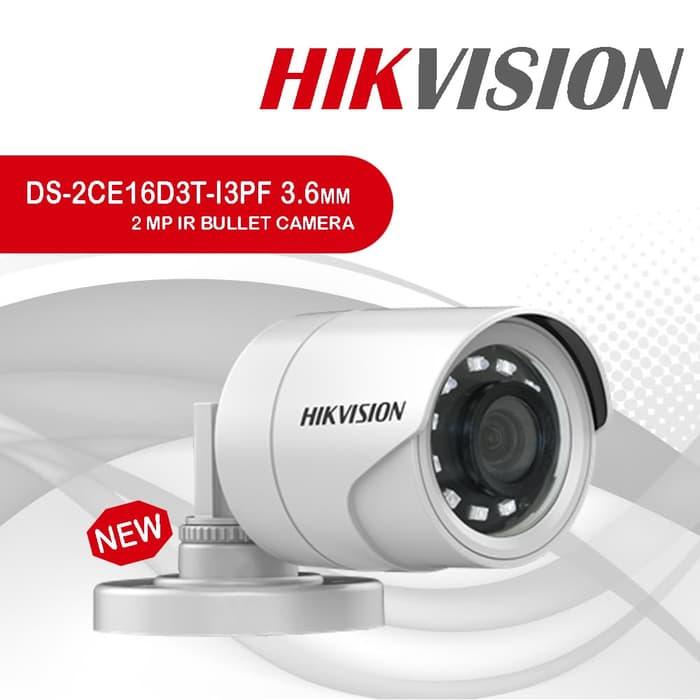 HIKVISION
DS-2CE16D3T-I3PF 3.6MM
2 MP IR BULLET CAMERA
HIKVISION
NEW